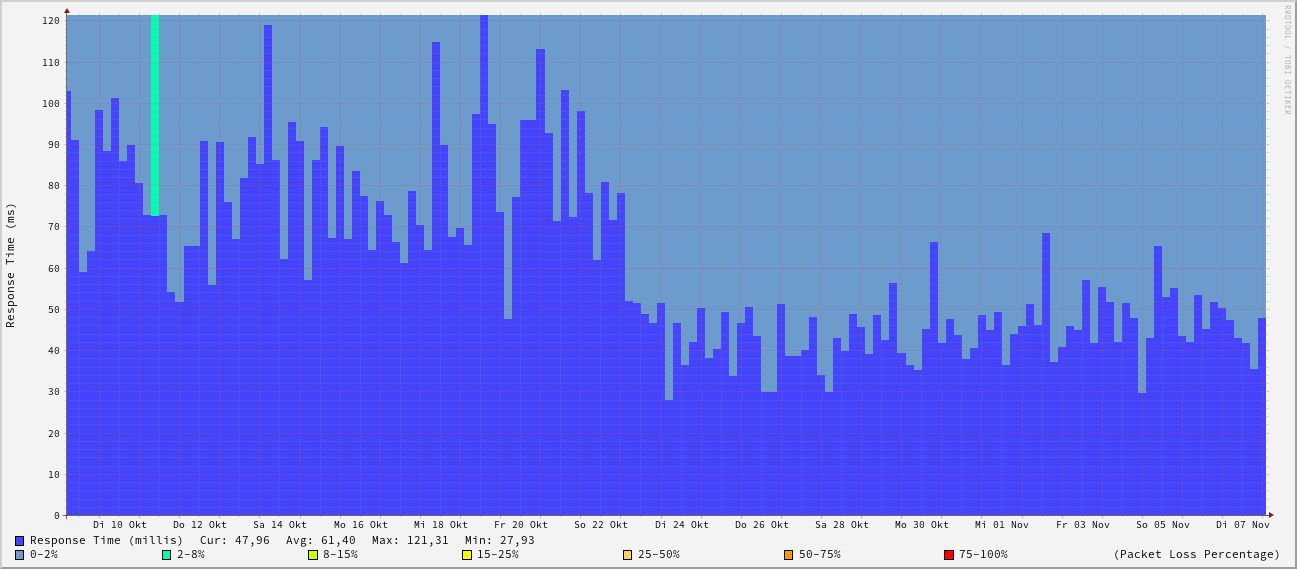 RRDTOOL / TOBI OETIKER
Response Time (ms)
120
110
100
90
80
70
60
50
40
30
20
10
0
Di 10 Okt Do 12 Okt Sa 14 Okt Mo 16 Okt Mi 18 Okt Fr 20 Okt So 22 Okt Di 24 Okt Do 26 Okt Sa 28 Okt Mo 30 Okt Mi 01 Nov Fr 03 Nov So 05 Nov Di 07 Nov
Response Time (millis) Cur: 47,96 Avg: 61,40 Max: 121,31 Min: 27,93
0-2% 2-8% 8-15% 15-25% 25-50% 50-75% 75-100% (Packet Loss Percentage)